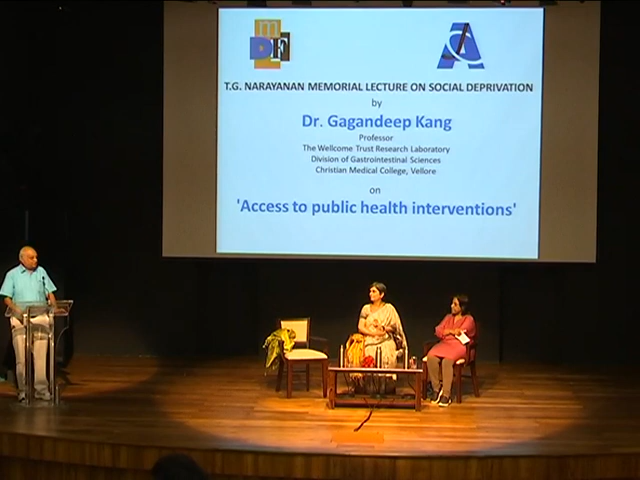 m
DF
A
T.G. NARAYANAN MEMORIAL LECTURE ON SOCIAL DEPRIVATION
by
Dr. Gagandeep Kang
Professor
The Wellcome Trust Research Laboratory
Division of Gastrointestinal Sciences
Christian Medical College, Vellore
on
'Access to public health interventions'